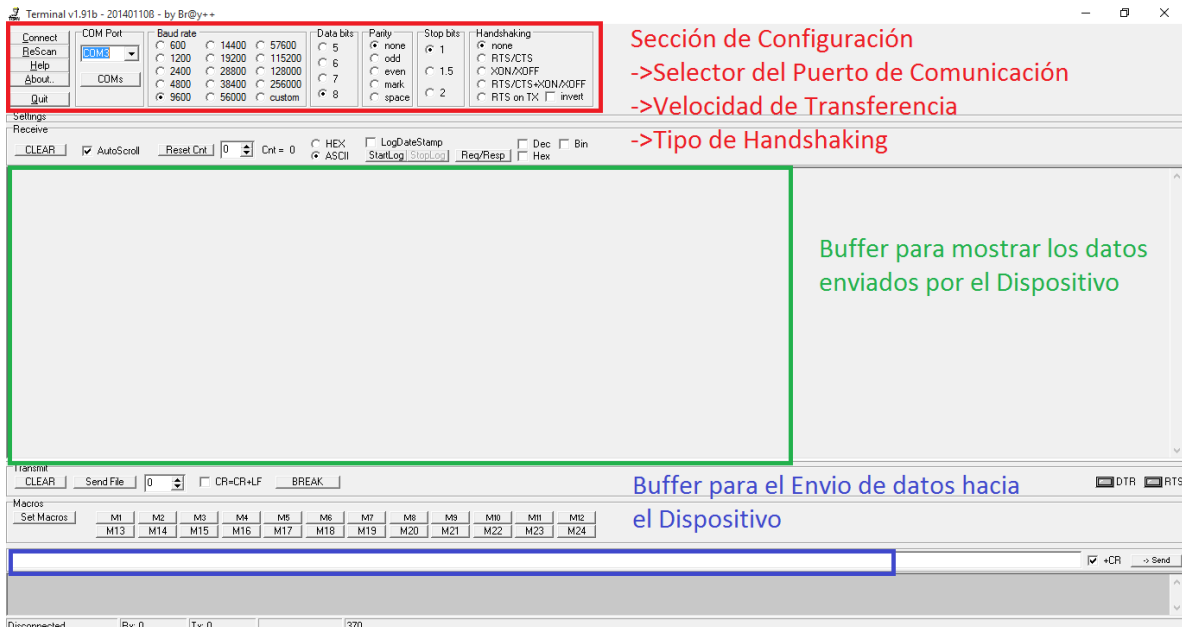 Terminal v1.91b - 20140110ß - by Br@y++
Connect
ReScan
Help
About..
Quit
COM Port
COM3
COMs
Baud rate
600 14400 57600
1200 19200 115200
2400 28800 128000
4800 38400 256000
9600 56000 custom
Data bits
5
6
7
8
Parity
none
odd
even
mark
space
Stop bits
1
1.5
2
Handshaking
none
RTS/CTS
XON/XOFF
RTS/CTS+XON/XOFF
RTS on TX invert
Sección de Configuración
->Selector del Puerto de Comunicación
->Velocidad de Transferencia
->Tipo de Handshaking
Settings
Receive
CLEAR AutoScroll Reset Cnt 0 Cnt = 0
HEX
ASCII
LogDateStamp
StartLog StopLog Req/Resp
Dec Bin
Hex
Buffer para mostrar los datos
enviados por el Dispositivo
Transmit
CLEAR Send File 0 CR=CR+LF BREAK
DTR RTS
Buffer para el Envio de datos hacia
el Dispositivo
Macros
Set Macros
M1 M2 M3 M4 M5 M6 M7 M8 M9 M10 M11 M12
M13 M14 M15 M16 M17 M18 M19 M20 M21 M22 M23 M24
+CR -> Send
Disconnected Rx: 0 Tx: 0 370